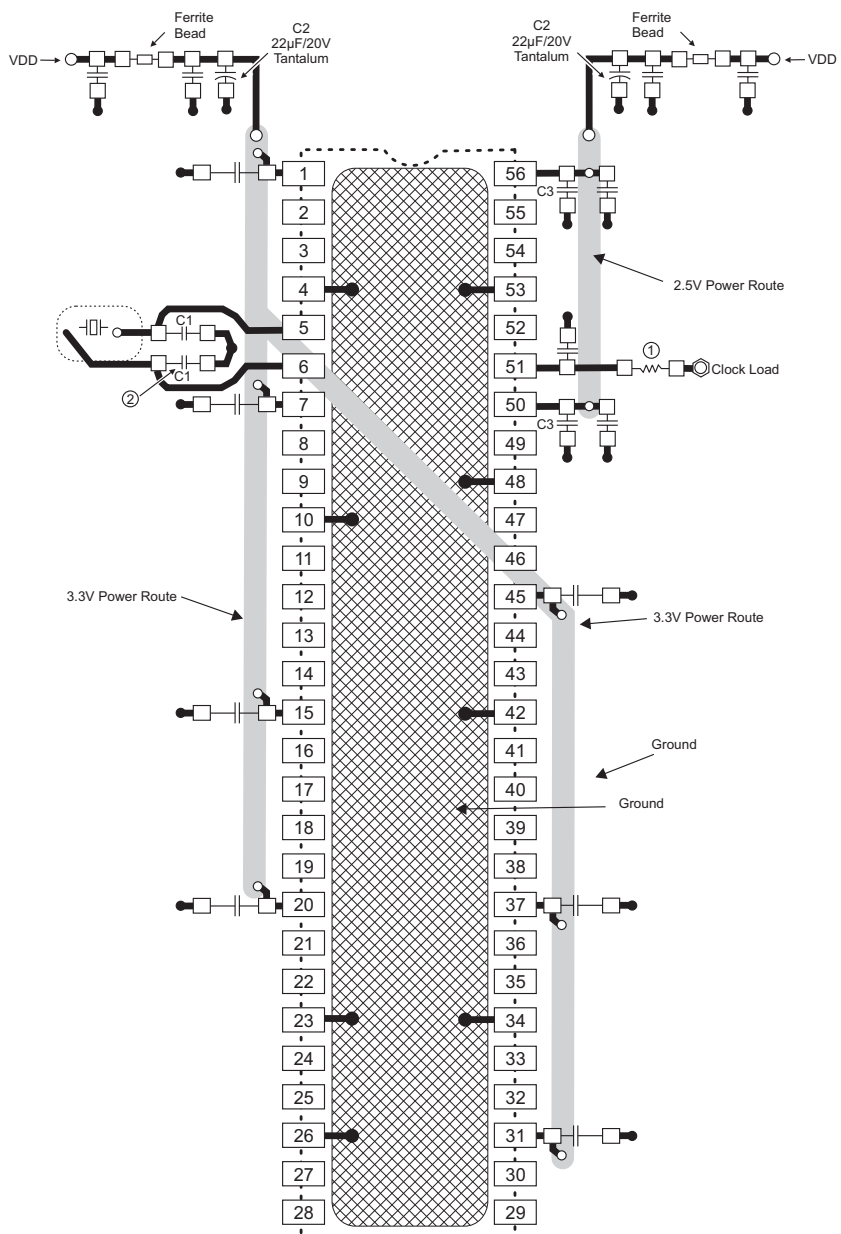 Ferrite
Bead
C2
22µF/20V
Tantalum
VDD
C2
22µF/20V
Tantalum
Ferrite
Bead
VDD
1
2
3
4
5
6
7
8
9
10
11
12
13
14
15
16
17
18
19
20
21
22
23
24
25
26
27
28
56
55
54
53
52
51
50
49
48
47
46
45
44
43
42
41
40
39
38
37
36
35
34
33
32
31
30
29
C1
C1
②
3.3V Power Route
C3
2.5V Power Route
①
Clock Load
C3
3.3V Power Route
Ground
Ground